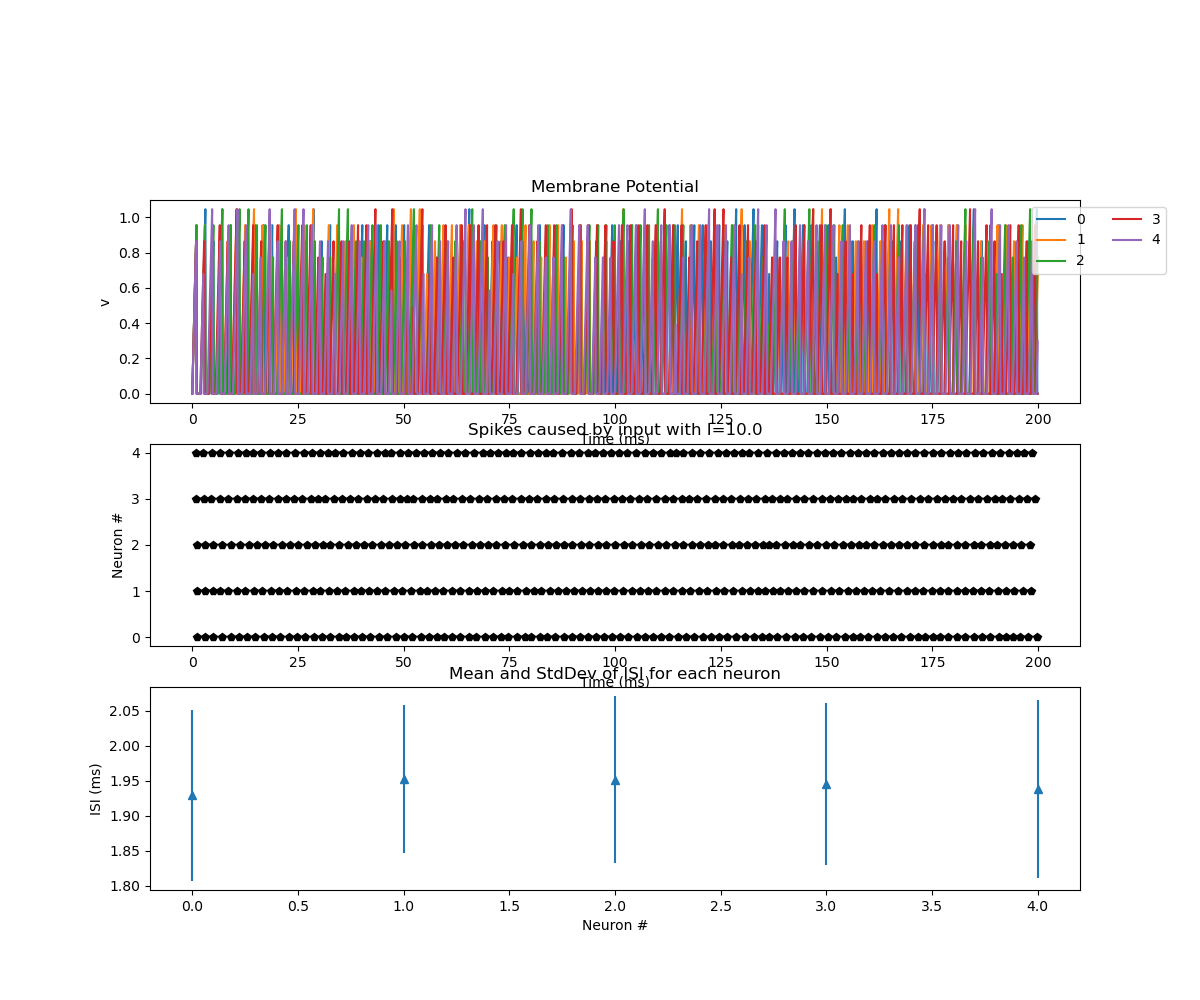 Membrane Potential
v
1.0
0.8
0.6
0.4
0.2
0.0
0 3
1 4
2
0 25 50 75 100 125 150 175 200
Time (ms)
Spikes caused by input with I=10.0
Neuron #
4
3
2
1
0
0 25 50 75 100 125 150 175 200
Time (ms)
Mean and StdDev of ISI for each neuron
ISI (ms)
2.05
2.00
1.95
1.90
1.85
1.80
0.0 0.5 1.0 1.5 2.0 2.5 3.0 3.5 4.0
Neuron #